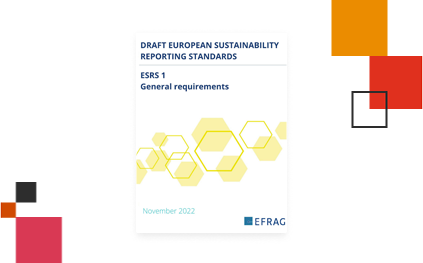 DRAFT EUROPEAN SUSTAINABILITY
REPORTING STANDARDS
ESRS 1
General requirements
November 2022
EFRAG